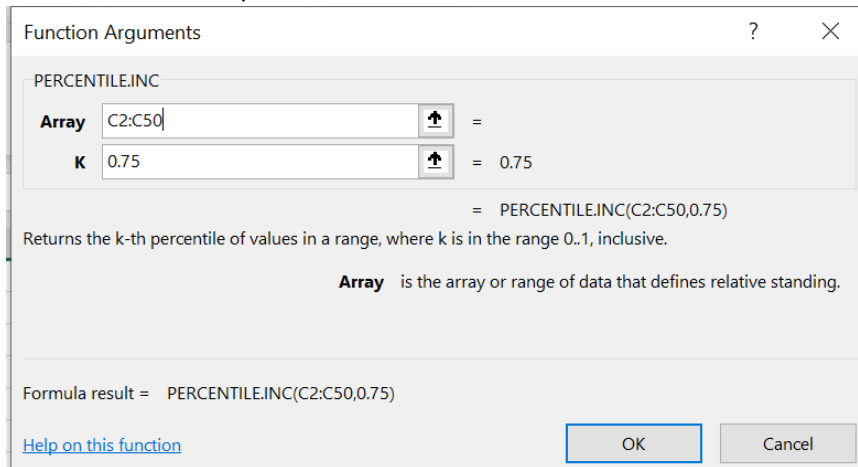 Function Arguments ? ×
PERCENTILE.INC
Array C2:C50 =
K 0.75 = 0.75
= PERCENTILE.INC(C2:C50,0.75)
Returns the k-th percentile of values in a range, where k is in the range 0..1, inclusive.
Array is the array or range of data that defines relative standing.
Formula result = PERCENTILE.INC(C2:C50,0.75)
Help on this function OK Cancel